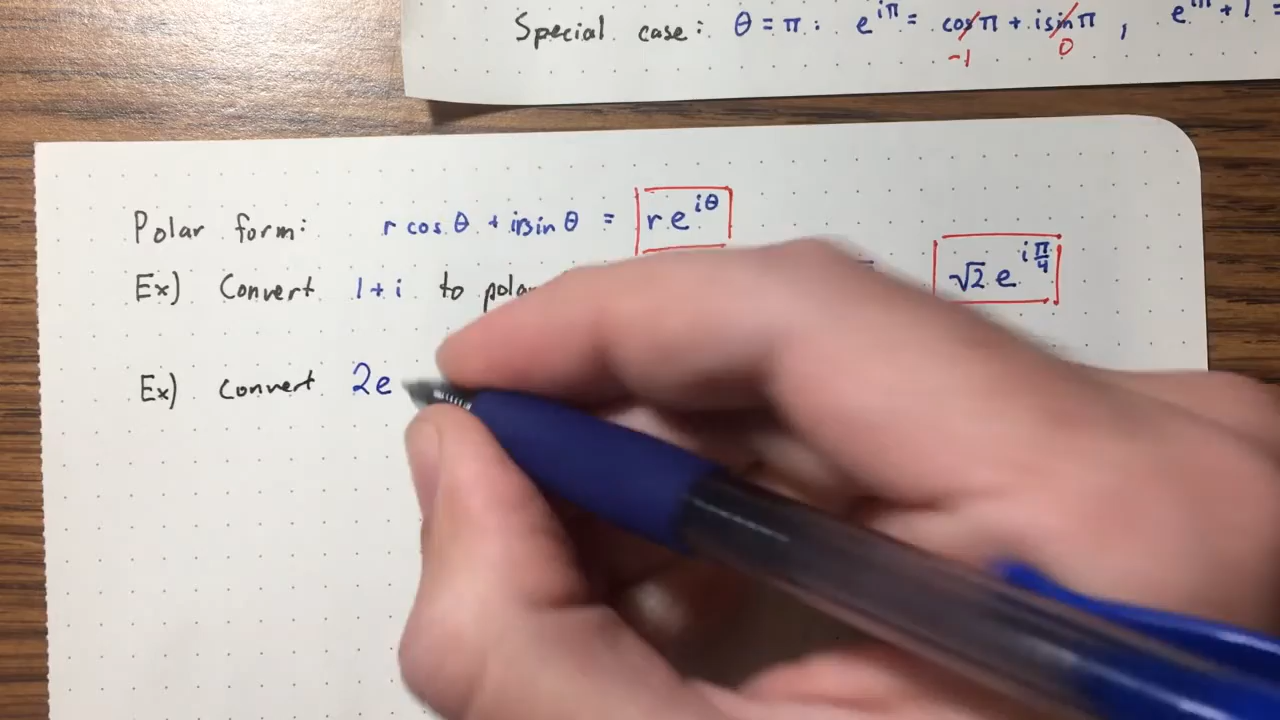 Special case: θ = π: e^{iπ} = cos π + i sin π, e^{iπ} + 1 =
-1 0
Polar form: r cos θ + ir sin θ = r e^{iθ}
Ex) Convert 1 + i to polar = √2 e^{i π/4}
Ex) Convert 2e